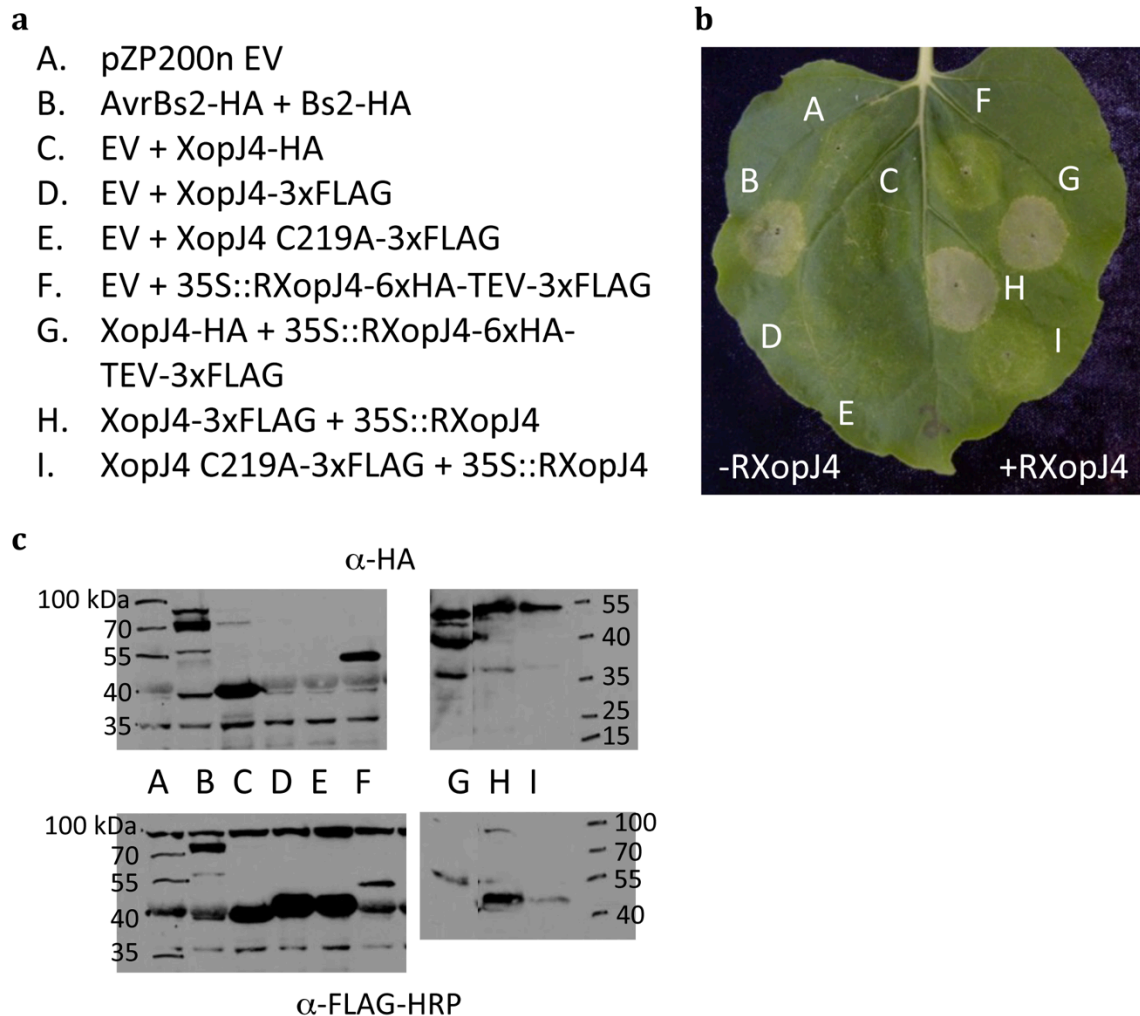 a
A. pZP200n EV
B. AvrBs2-HA + Bs2-HA
C. EV + XopJ4-HA
D. EV + XopJ4-3xFLAG
E. EV + XopJ4 C219A-3xFLAG
F. EV + 35S::RXopJ4-6xHA-TEV-3xFLAG
G. XopJ4-HA + 35S::RXopJ4-6xHA-
TEV-3xFLAG
H. XopJ4-3xFLAG + 35S::RXopJ4
I. XopJ4 C219A-3xFLAG + 35S::RXopJ4
b
A
F
B
C
G
H
D
I
E
-RXopJ4
+RXopJ4
c
α-HA
100 kDa
70
55
40
35
55
40
35
25
15
A B C D E F G H I
100 kDa
70
55
40
35
100
70
55
40
α-FLAG-HRP